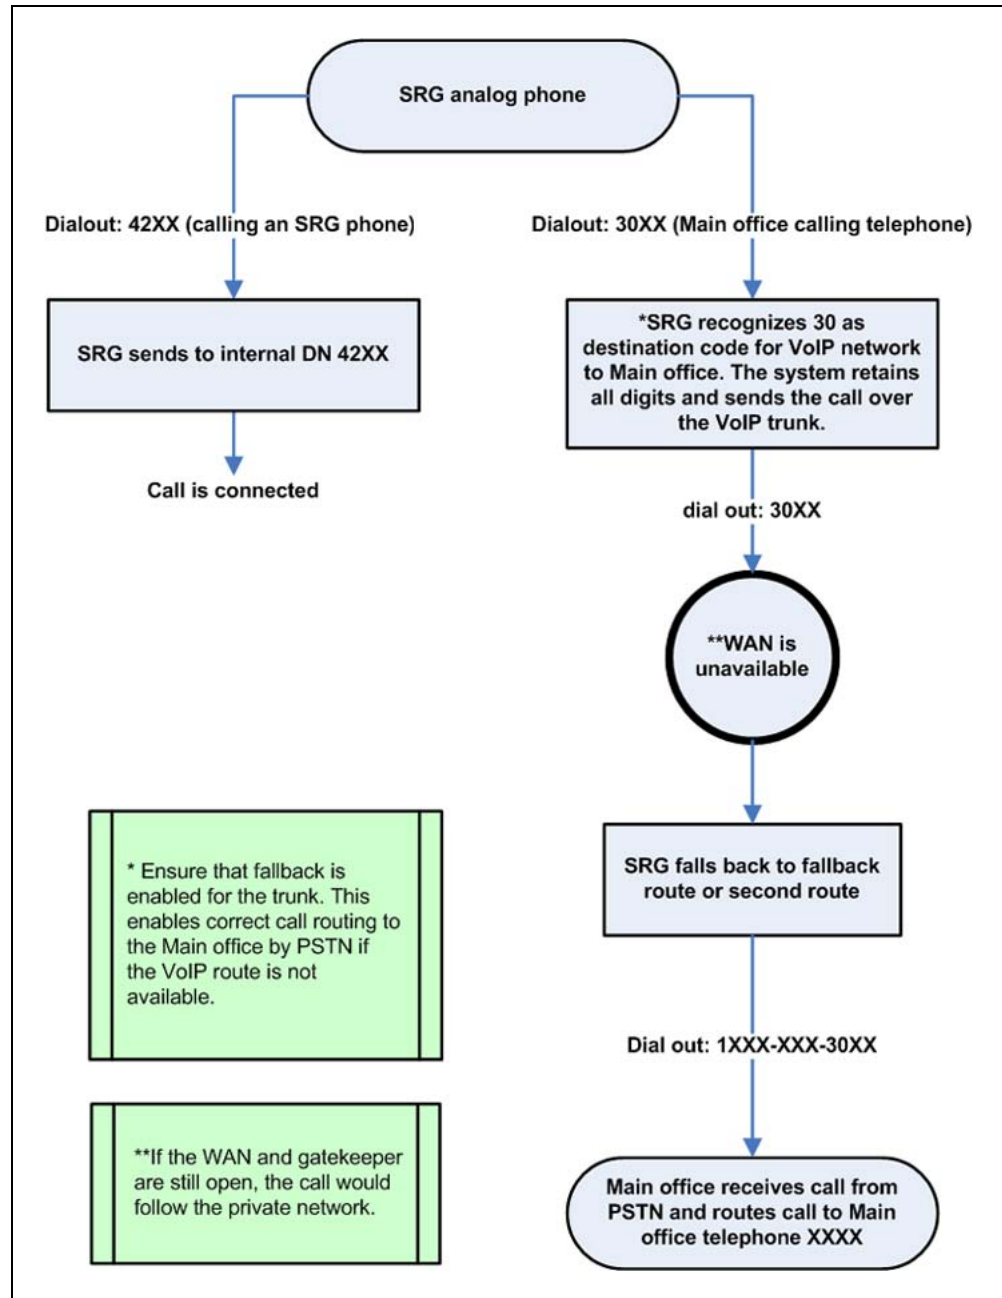 SRG analog phone
Dialout: 42XX (calling an SRG phone)
SRG sends to internal DN 42XX
Call is connected
Dialout: 30XX (Main office calling telephone)
*SRG recognizes 30 as
destination code for VoIP network
to Main office. The system retains
all digits and sends the call over
the VoIP trunk.
dial out: 30XX
**WAN is
unavailable
SRG falls back to fallback
route or second route
Dial out: 1XXX-XXX-30XX
Main office receives call from
PSTN and routes call to Main
office telephone XXXX
* Ensure that fallback is
enabled for the trunk. This
enables correct call routing to
the Main office by PSTN if
the VoIP route is not
available.
**If the WAN and gatekeeper
are still open, the call would
follow the private network.